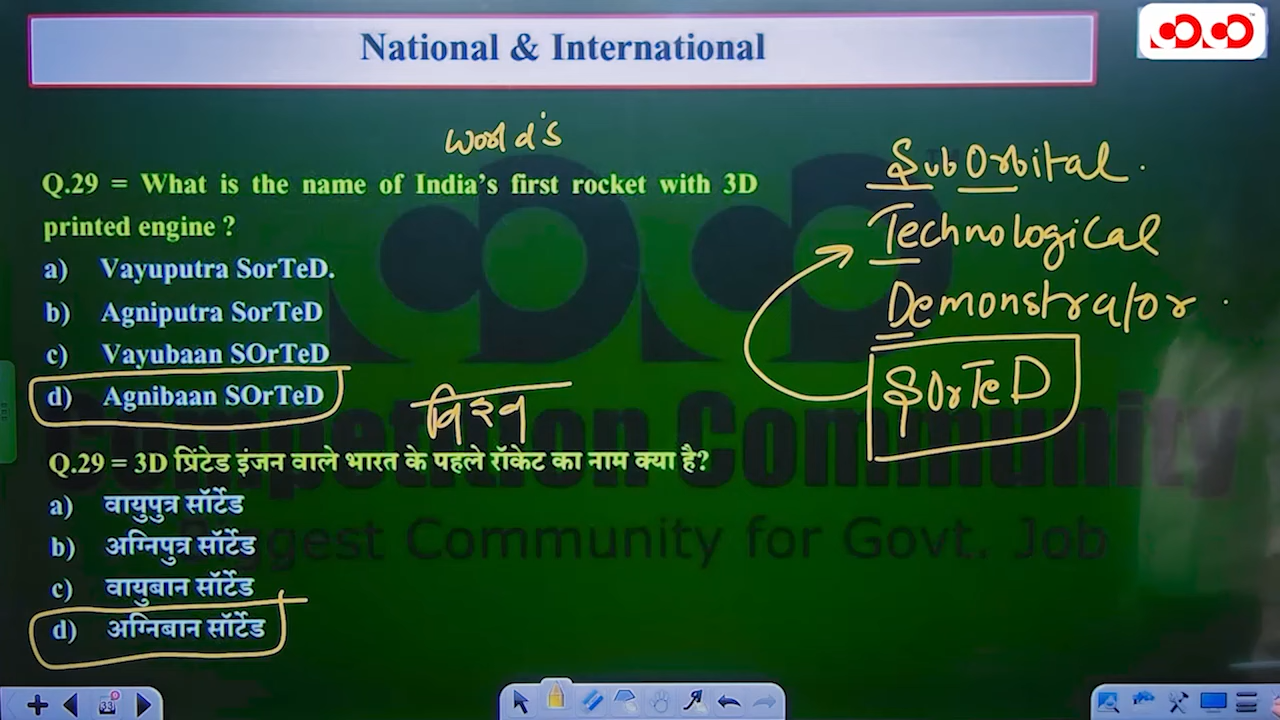 National & International
World's
Q.29 = What is the name of India's first rocket with 3D
printed engine ?
a) Vayuputra SorTeD.
b) Agniputra SorTeD
c) Vayubaan SOrTeD
d) Agnibaan SOrTeD
SubOrbital.
Technological
Demonstrator.
SOrTeD
विश्व
Q.29 = 3D प्रिंटेड इंजन वाले भारत के पहले रॉकेट का नाम क्या है?
a) वायुपुत्र सॉर्टेड
b) अग्निपुत्र सॉर्टेड
c) वायुबान सॉर्टेड
d) अग्निबान सॉर्टेड
Competition Community
Biggest Community for Govt. Job
33